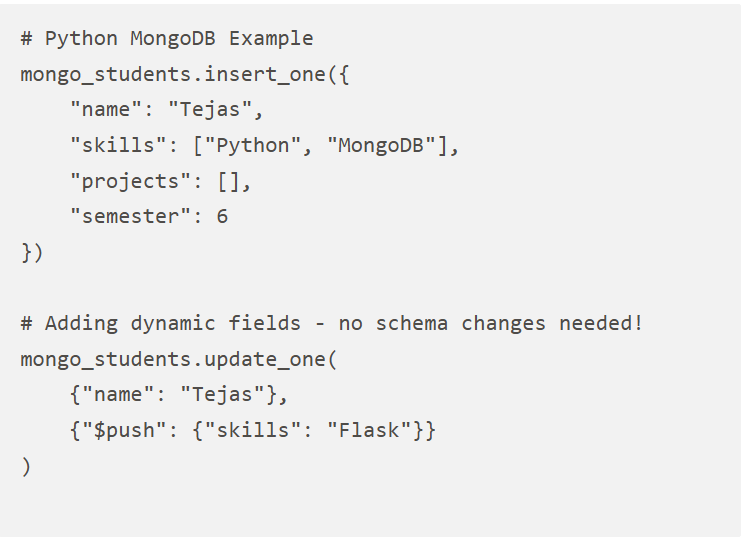 # Python MongoDB Example
mongo_students.insert_one({
    "name": "Tejas",
    "skills": ["Python", "MongoDB"],
    "projects": [],
    "semester": 6
})

# Adding dynamic fields - no schema changes needed!
mongo_students.update_one(
    {"name": "Tejas"},
    {"$push": {"skills": "Flask"}}
)